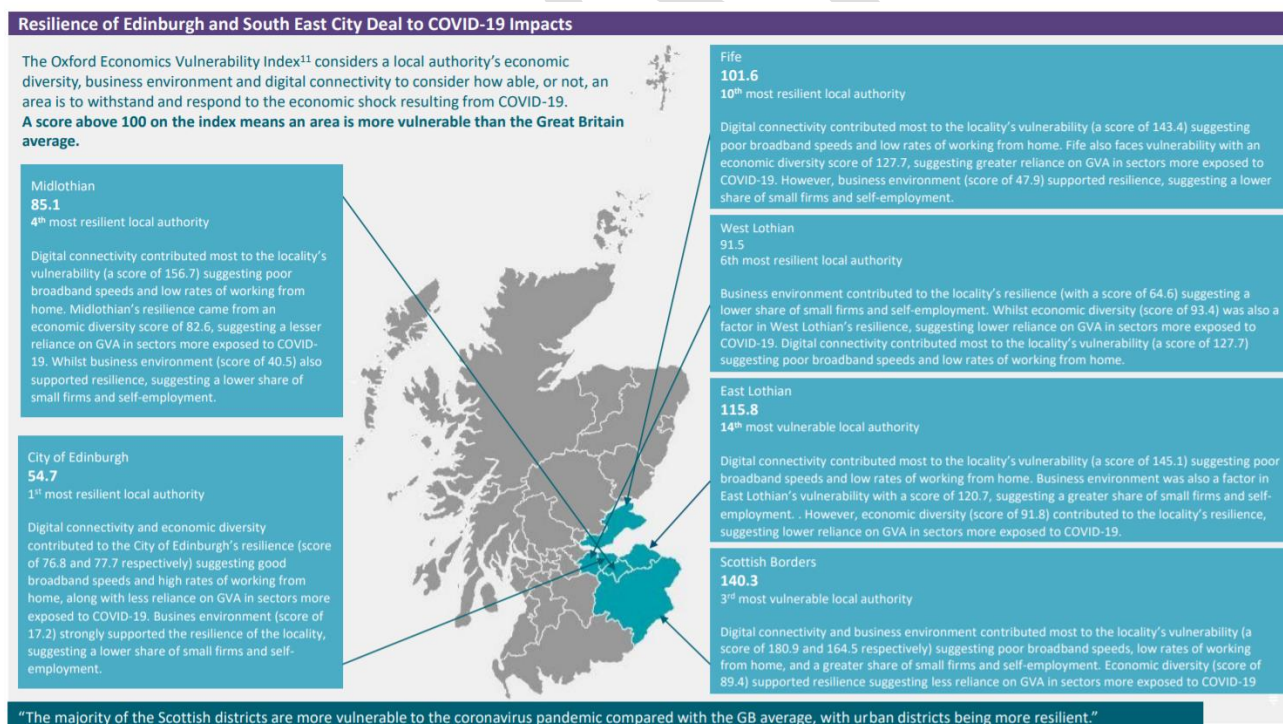 Resilience of Edinburgh and South East City Deal to COVID-19 Impacts
The Oxford Economics Vulnerability Index11 considers a local authority's economic
diversity, business environment and digital connectivity to consider how able, or not, an
area is to withstand and respond to the economic shock resulting from COVID-19.
A score above 100 on the index means an area is more vulnerable than the Great Britain
average.
Midlothian
85.1
4th most resilient local authority
Digital connectivity contributed most to the locality's
vulnerability (a score of 156.7) suggesting poor
broadband speeds and low rates of working from
home. Midlothian's resilience came from an
economic diversity score of 82.6, suggesting a lesser
reliance on GVA in sectors more exposed to COVID-
19. Whilst business environment (score of 40.5) also
supported resilience, suggesting a lower share of
small firms and self-employment.
City of Edinburgh
54.7
1st most resilient local authority
Digital connectivity and economic diversity
contributed to the City of Edinburgh's resilience (score
of 76.8 and 77.7 respectively) suggesting good
broadband speeds and high rates of working from
home, along with less reliance on GVA in sectors more
exposed to COVID-19. Busines environment (score of
17.2) strongly supported the resilience of the locality,
suggesting a lower share of small firms and self-
employment.
Fife
101.6
10th most resilient local authority
Digital connectivity contributed most to the locality's vulnerability (a score of 143.4) suggesting
poor broadband speeds and low rates of working from home. Fife also faces vulnerability with an
economic diversity score of 127.7, suggesting greater reliance on GVA in sectors more exposed to
COVID-19. However, business environment (score of 47.9) supported resilience, suggesting a lower
share of small firms and self-employment.
West Lothian
91.5
6th most resilient local authority
Business environment contributed to the locality's resilience (with a score of 64.6) suggesting a
lower share of small firms and self-employment. Whilst economic diversity (score of 93.4) was also a
factor in West Lothian's resilience, suggesting lower reliance on GVA in sectors more exposed to
COVID-19. Digital connectivity contributed most to the locality's vulnerability (a score of 127.7)
suggesting poor broadband speeds and low rates of working from home.
East Lothian
115.8
14th most vulnerable local authority
Digital connectivity contributed most to the locality's vulnerability (a score of 145.1) suggesting poor
broadband speeds and low rates of working from home. Business environment was also a factor in
East Lothian's vulnerability with a score of 120.7, suggesting a greater share of small firms and self-
employment. . However, economic diversity (score of 91.8) contributed to the locality's resilience,
suggesting lower reliance on GVA in sectors more exposed to COVID-19.
Scottish Borders
140.3
3rd most vulnerable local authority
Digital connectivity and business environment contributed most to the locality's vulnerability (a
score of 180.9 and 164.5 respectively) suggesting poor broadband speeds, low rates of working
from home, and a greater share of small firms and self-employment. Economic diversity (score of
89.4) supported resilience suggesting less reliance on GVA in sectors more exposed to COVID-19
"The majority of the Scottish districts are more vulnerable to the coronavirus pandemic compared with the GB average, with urban districts being more resilient."